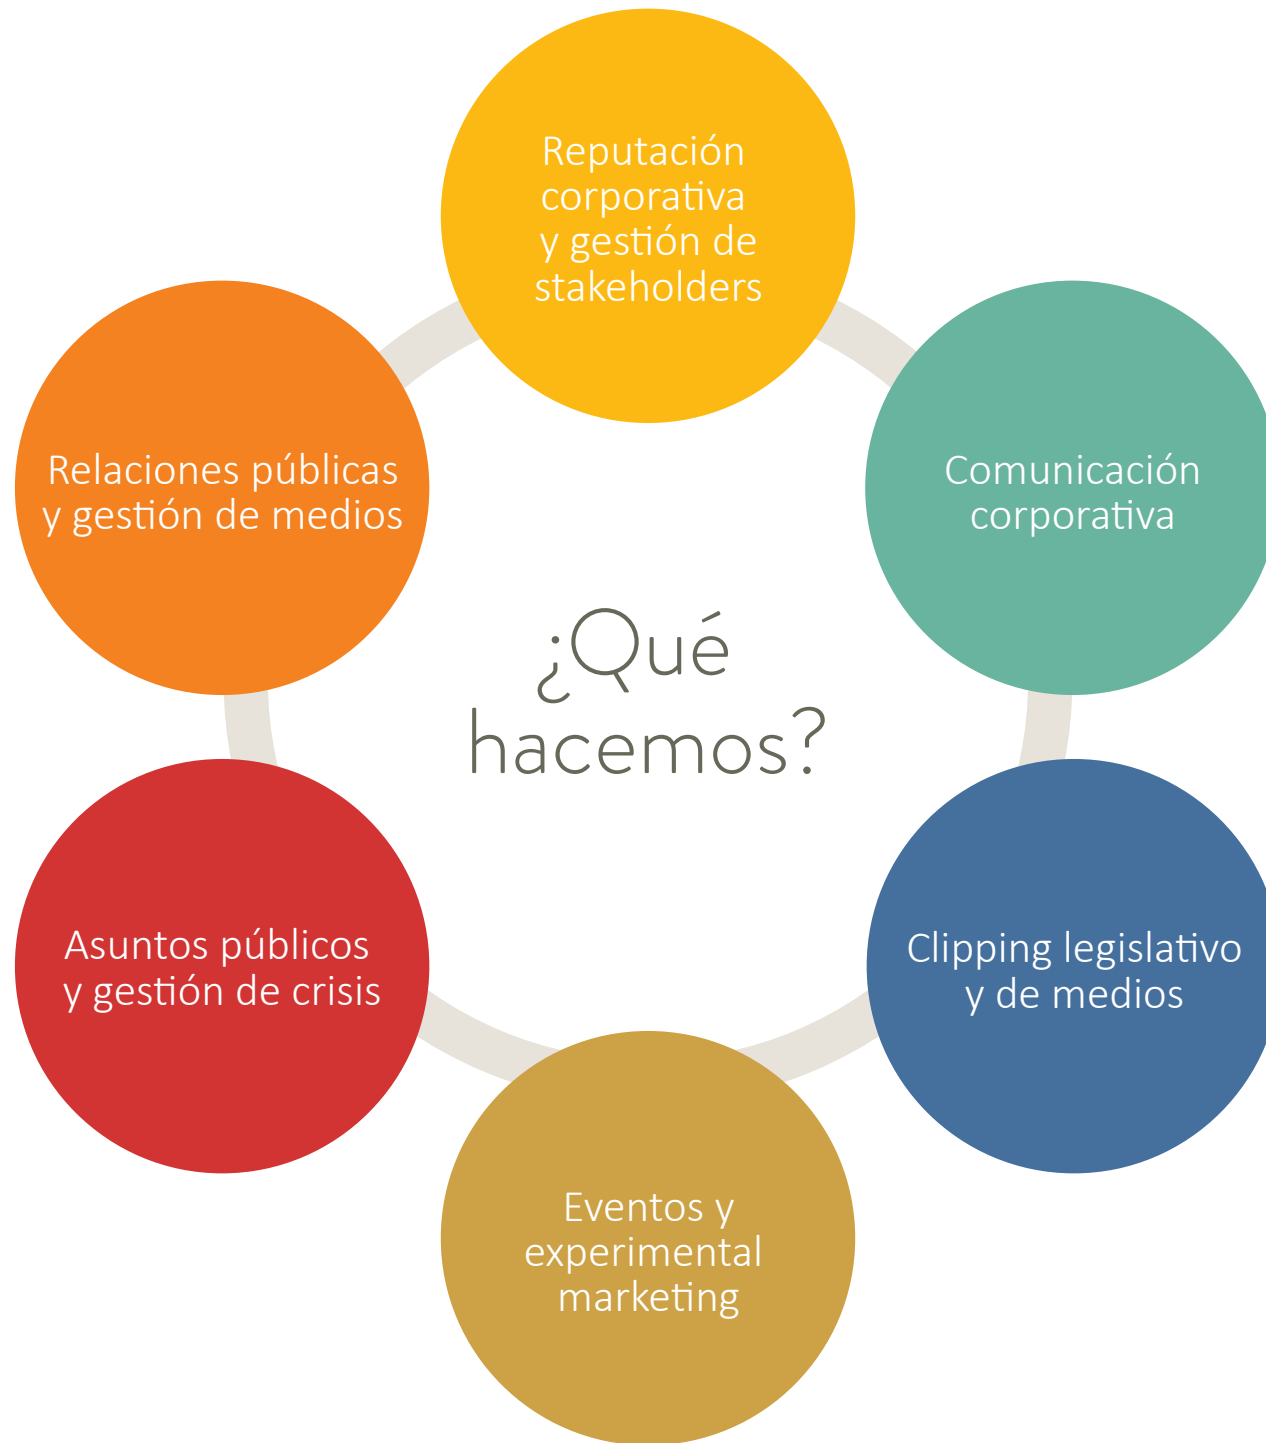 Reputación
corporativa
y gestión de
stakeholders
Relaciones públicas
y gestión de medios
Comunicación
corporativa
¿Qué
hacemos?
Asuntos públicos
y gestión de crisis
Clipping legislativo
y de medios
Eventos y
experimental
marketing